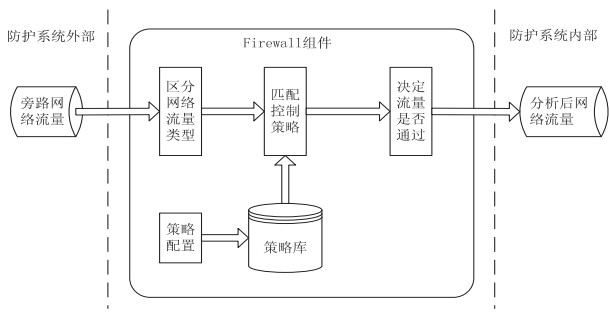 防护系统外部
Firewall组件
防护系统内部
旁路网
络流量
区分
网络
流量
类型
匹配
控制
策略
决定
流量
是否
通过
分析后网
络流量
策略
配置
策略库